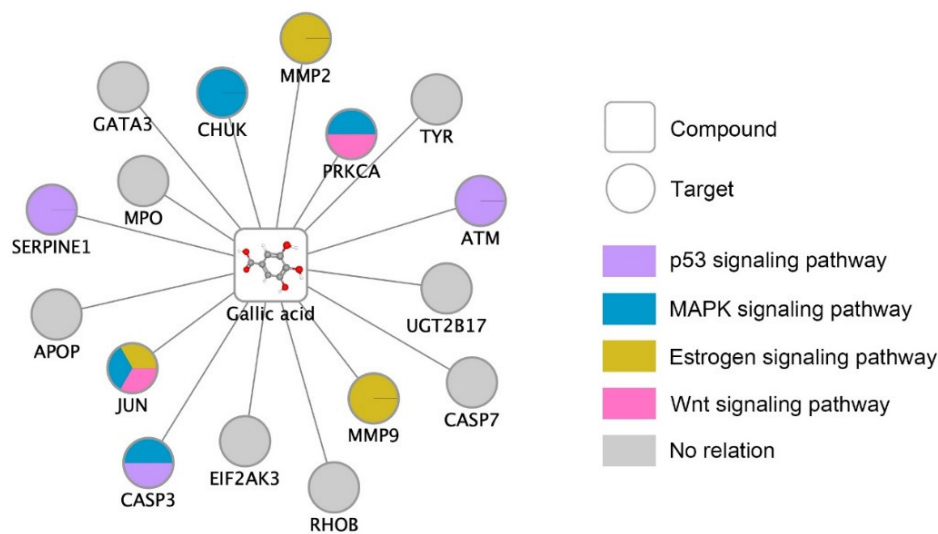 MMP2
GATA3
CHUK
TYR
PRKCA
MPO
SERPINE1
ATM
Gallic acid
UGT2B17
APOP
JUN
CASP7
MMP9
EIF2AK3
CASP3
RHOB
Compound
Target
p53 signaling pathway
MAPK signaling pathway
Estrogen signaling pathway
Wnt signaling pathway
No relation